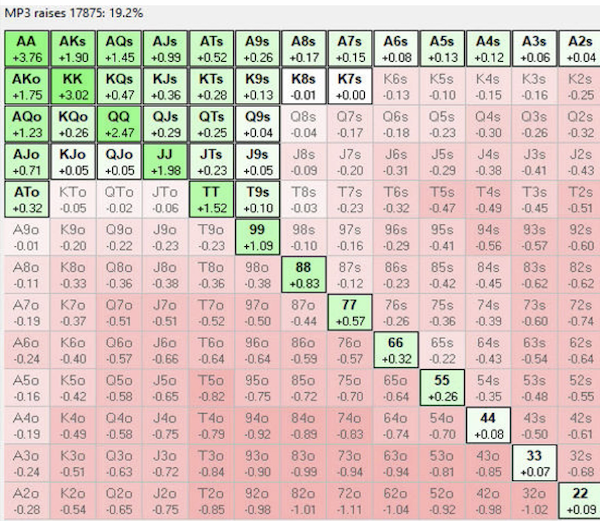 MP3 raises 17875: 19.2%
AA AKs AQs AJs ATs A9s A8s A7s A6s A5s A4s A3s A2s
+3.76 +1.90 +1.45 +0.99 +0.52 +0.26 +0.17 +0.15 +0.08 +0.13 +0.12 +0.06 +0.04
AKo KK KQs KJs KTs K9s K8s K7s K6s K5s K4s K3s K2s
+1.75 +3.02 +0.47 +0.36 +0.28 +0.13 -0.01 +0.00 -0.13 -0.10 -0.15 -0.16 -0.25
AQo KQo QQ QJs QTs Q9s Q8s Q7s Q6s Q5s Q4s Q3s Q2s
+1.23 +0.26 +2.47 +0.29 +0.25 +0.04 -0.04 -0.17 -0.18 -0.23 -0.30 -0.26 -0.32
AJo KJo QJo JJ JTs J9s J8s J7s J6s J5s J4s J3s J2s
+0.71 +0.05 +0.05 +1.98 +0.23 +0.05 -0.09 -0.20 -0.31 -0.29 -0.38 -0.41 -0.43
ATo KTo QTo JTo TT T9s T8s T7s T6s T5s T4s T3s T2s
+0.32 -0.05 -0.02 -0.06 +1.52 +0.10 -0.03 -0.23 -0.32 -0.47 -0.49 -0.45 -0.51
A9o K9o Q9o J9o T9o 99 98s 97s 96s 95s 94s 93s 92s
-0.01 -0.20 -0.22 -0.23 -0.23 +1.09 -0.10 -0.16 -0.29 -0.41 -0.56 -0.57 -0.60
A8o K8o Q8o J8o T8o 98o 88 87s 86s 85s 84s 83s 82s
-0.11 -0.33 -0.36 -0.38 -0.36 -0.38 +0.83 -0.12 -0.23 -0.42 -0.45 -0.62 -0.62
A7o K7o Q7o J7o T7o 97o 87o 77 76s 75s 74s 73s 72s
-0.19 -0.37 -0.51 -0.51 -0.52 -0.50 -0.44 +0.57 -0.26 -0.36 -0.39 -0.60 -0.74
A6o K6o Q6o J6o T6o 96o 86o 76o 66 65s 64s 63s 62s
-0.24 -0.40 -0.57 -0.66 -0.64 -0.64 -0.59 -0.57 +0.32 -0.22 -0.43 -0.54 -0.64
A5o K5o Q5o J5o T5o 95o 85o 75o 65o 55 54s 53s 52s
-0.16 -0.42 -0.58 -0.65 -0.82 -0.75 -0.72 -0.70 -0.64 +0.26 -0.35 -0.48 -0.55
A4o K4o Q4o J4o T4o 94o 84o 74o 64o 54o 44 43s 42s
-0.19 -0.49 -0.58 -0.75 -0.79 -0.92 -0.89 -0.83 -0.74 -0.70 +0.08 -0.50 -0.61
A3o K3o Q3o J3o T3o 93o 83o 73o 63o 53o 43o 33 32s
-0.24 -0.51 -0.63 -0.72 -0.84 -0.90 -0.99 -0.94 -0.94 -0.81 -0.85 +0.07 -0.68
A2o K2o Q2o J2o T2o 92o 82o 72o 62o 52o 42o 32o 22
-0.28 -0.54 -0.65 -0.75 -0.85 -0.98 -1.01 -1.11 -1.04 -0.92 -0.98 -1.02 +0.09